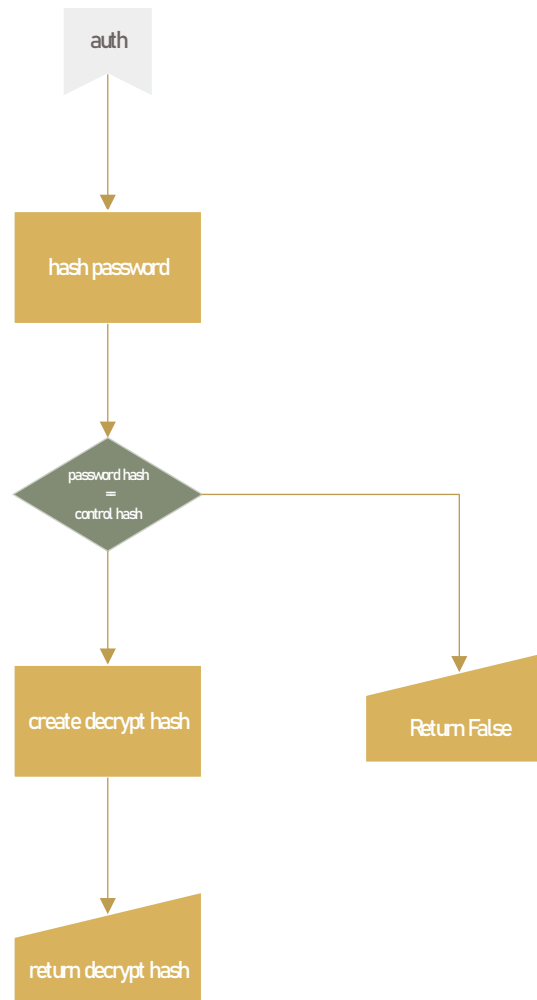 auth
hash password
password hash
==
control hash
create decrypt hash
Return False
return decrypt hash